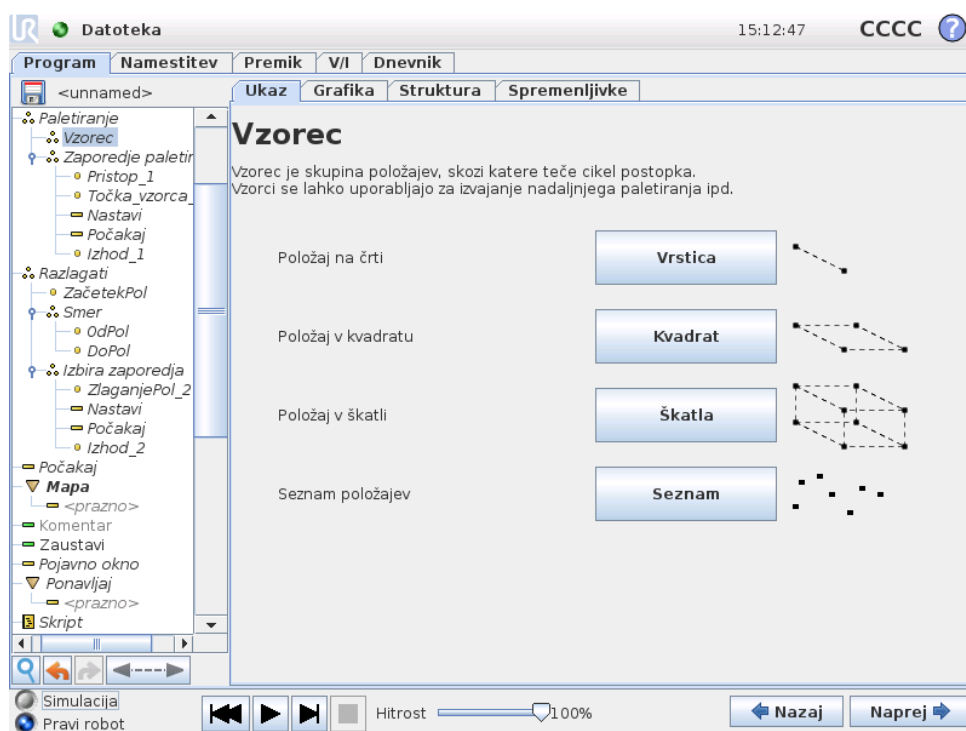 UR Datoteka 15:12:47 CCCC ?
Program Namestitev Premik V/I Dnevnik
<unnamed>
Ukaz Grafika Struktura Spremenljivke
Paletiranje
Vzorec
Zaporedje paletir
Pristop_1
Točka_vzorca_
Nastavi
Počakaj
Izhod_1
Razlagati
ZačetekPol
Smer
OdPol
DoPol
Izbira zaporedja
ZlaganjePol_2
Nastavi
Počakaj
Izhod_2
Počakaj
Mapa
<prazno>
Komentar
Zaustavi
Pojavno okno
Ponavljaj
<prazno>
Skript
Vzorec
Vzorec je skupina položajev, skozi katere teče cikel postopka.
Vzorci se lahko uporabljajo za izvajanje nadaljnjega paletiranja ipd.
Položaj na črti Vrstica
Položaj v kvadratu Kvadrat
Položaj v škatli Škatla
Seznam položajev Seznam
Simulacija
Pravi robot
Hitrost 100%
Nazaj Naprej